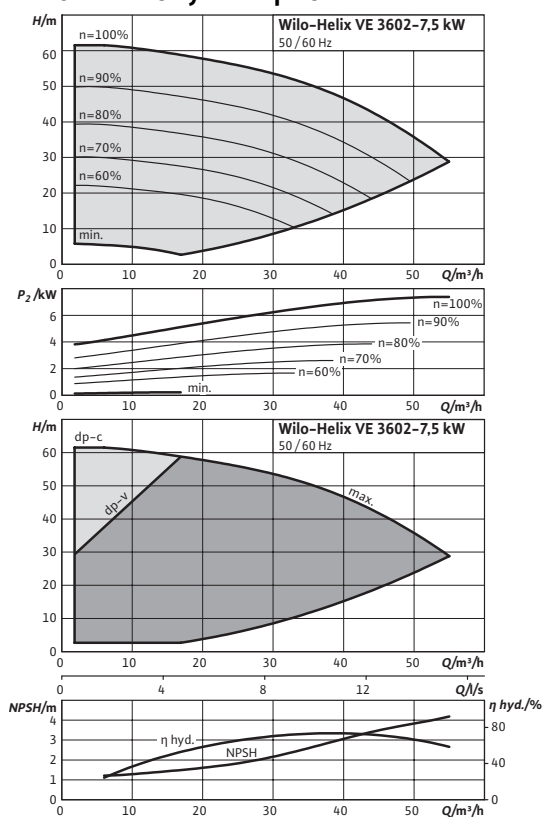 H/m
Wilo-Helix VE 3602-7,5 kW
50/60 Hz
n=100%
n=90%
n=80%
n=70%
n=60%
min.
60
50
40
30
20
10
0
0 10 20 30 40 50 Q/m³/h
P2/kW
6
4
2
0
n=100%
n=90%
n=80%
n=70%
n=60%
min.
0 10 20 30 40 50 Q/m³/h
H/m
Wilo-Helix VE 3602-7,5 kW
50/60 Hz
dp-c
dp-v
max.
60
50
40
30
20
10
0
0 10 20 30 40 50 Q/m³/h
0 4 8 12 Q/l/s
NPSH/m
η hyd./%
4
3
2
1
0
η hyd.
NPSH
80
40
0
0 10 20 30 40 50 Q/m³/h